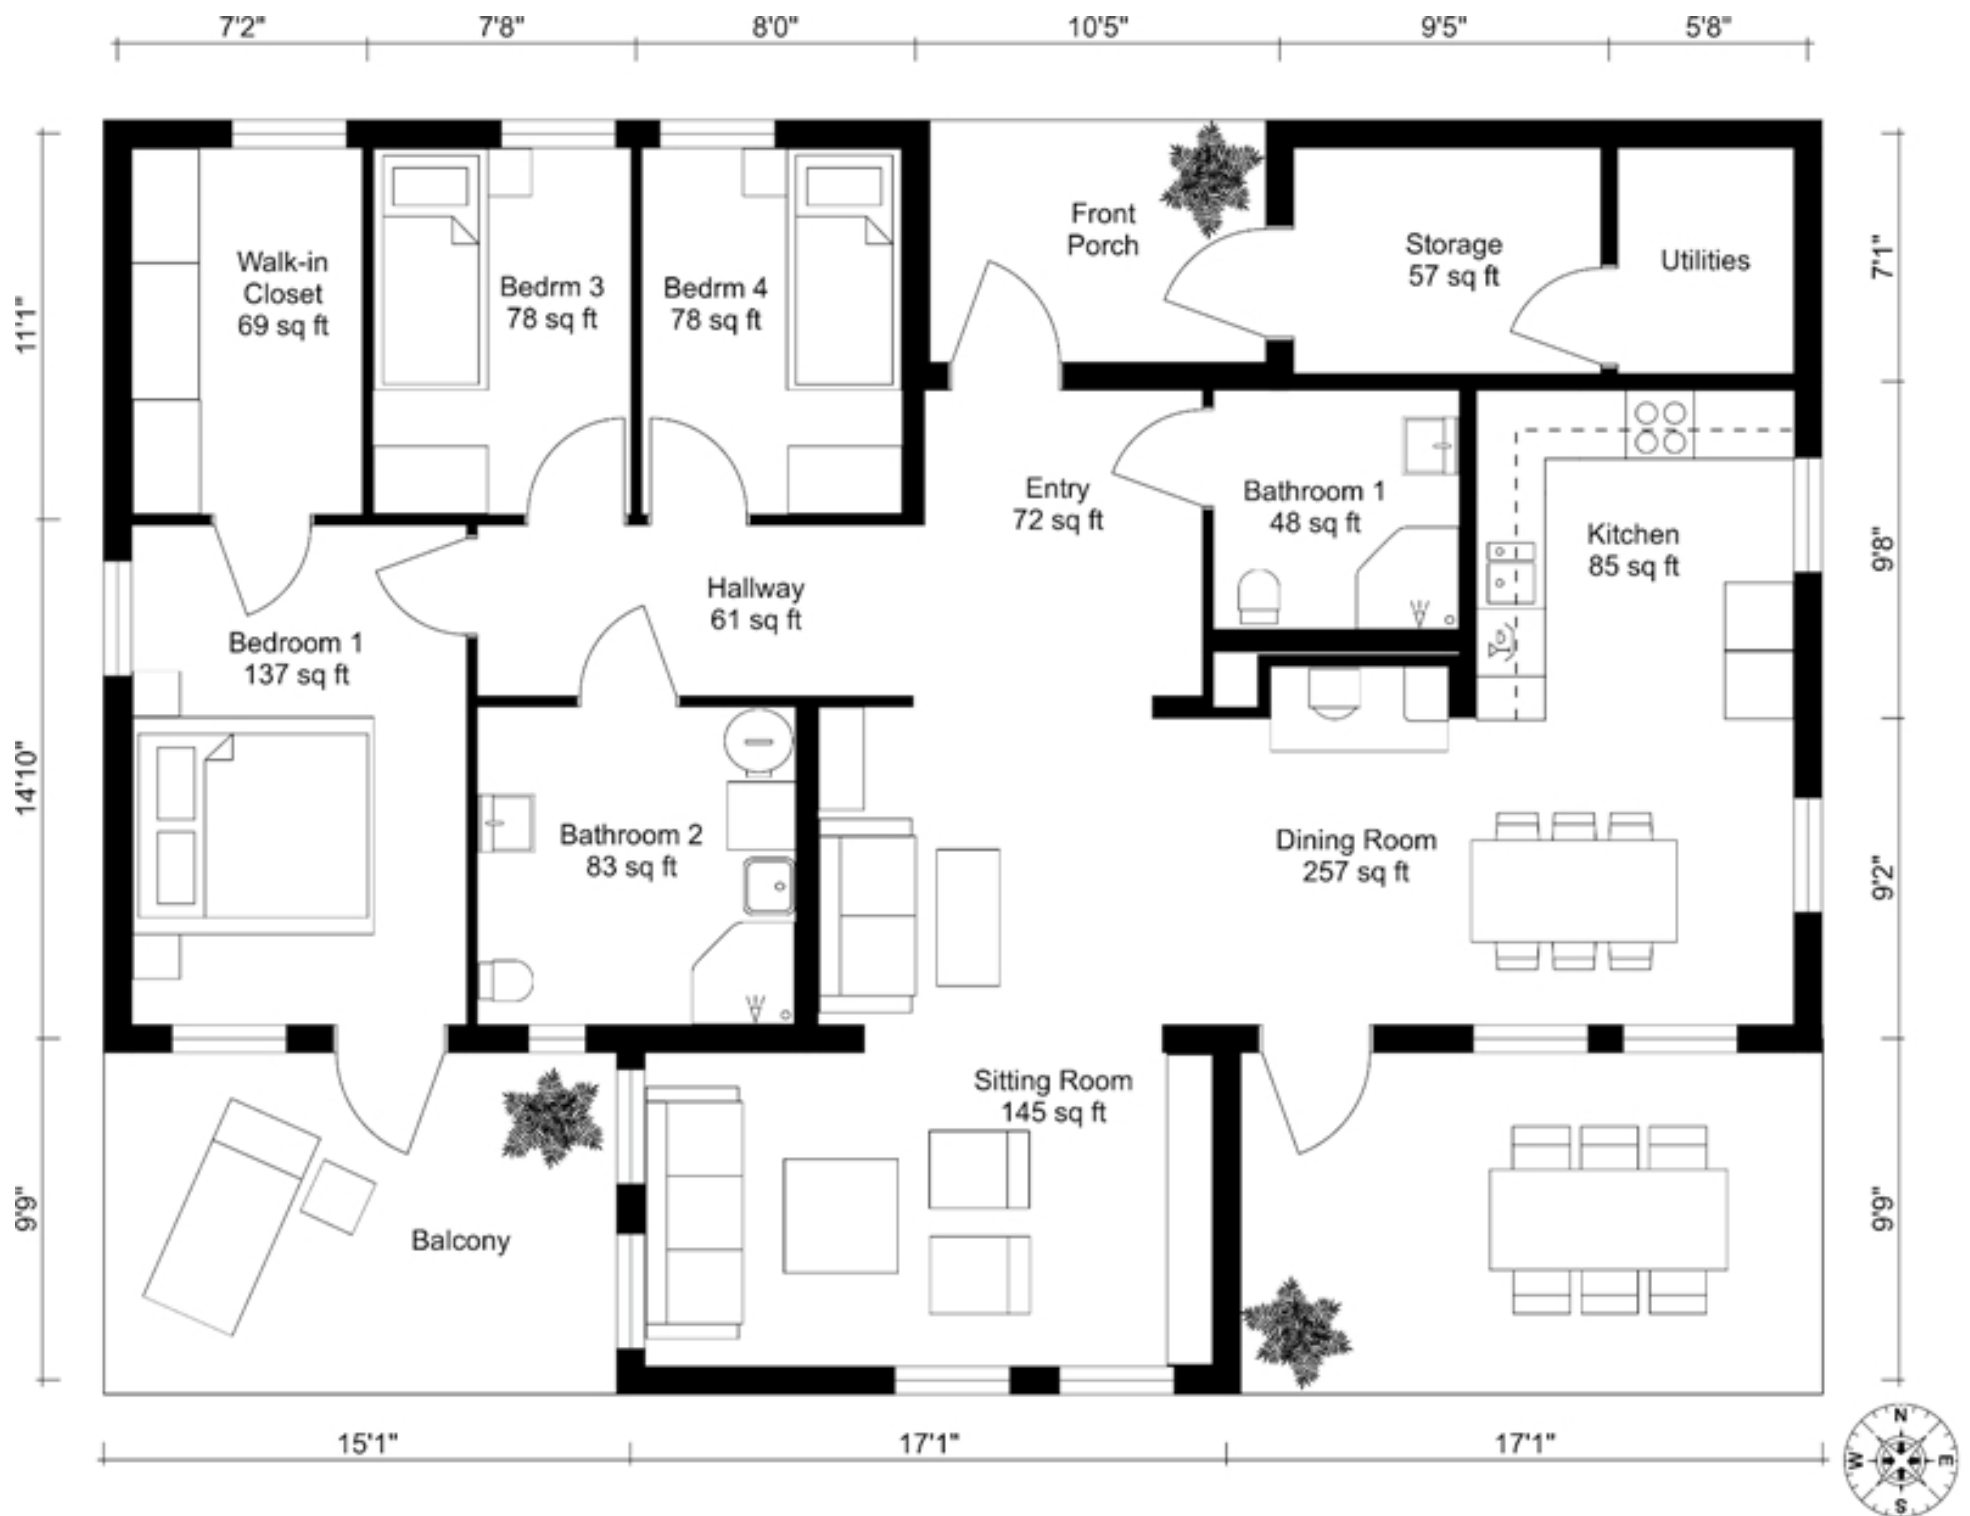 7'2"
7'8"
8'0"
10'5"
9'5"
5'8"
11'1"
14'10"
9'9"
Walk-in
Closet
69 sq ft
Bedrm 3
78 sq ft
Bedrm 4
78 sq ft
Front
Porch
Storage
57 sq ft
Utilities
7'1"
Entry
72 sq ft
Bathroom 1
48 sq ft
Kitchen
85 sq ft
9'8"
Hallway
61 sq ft
Bedroom 1
137 sq ft
Bathroom 2
83 sq ft
Dining Room
257 sq ft
9'2"
Sitting Room
145 sq ft
Balcony
9'9"
15'1"
17'1"
17'1"
N
W
E
S